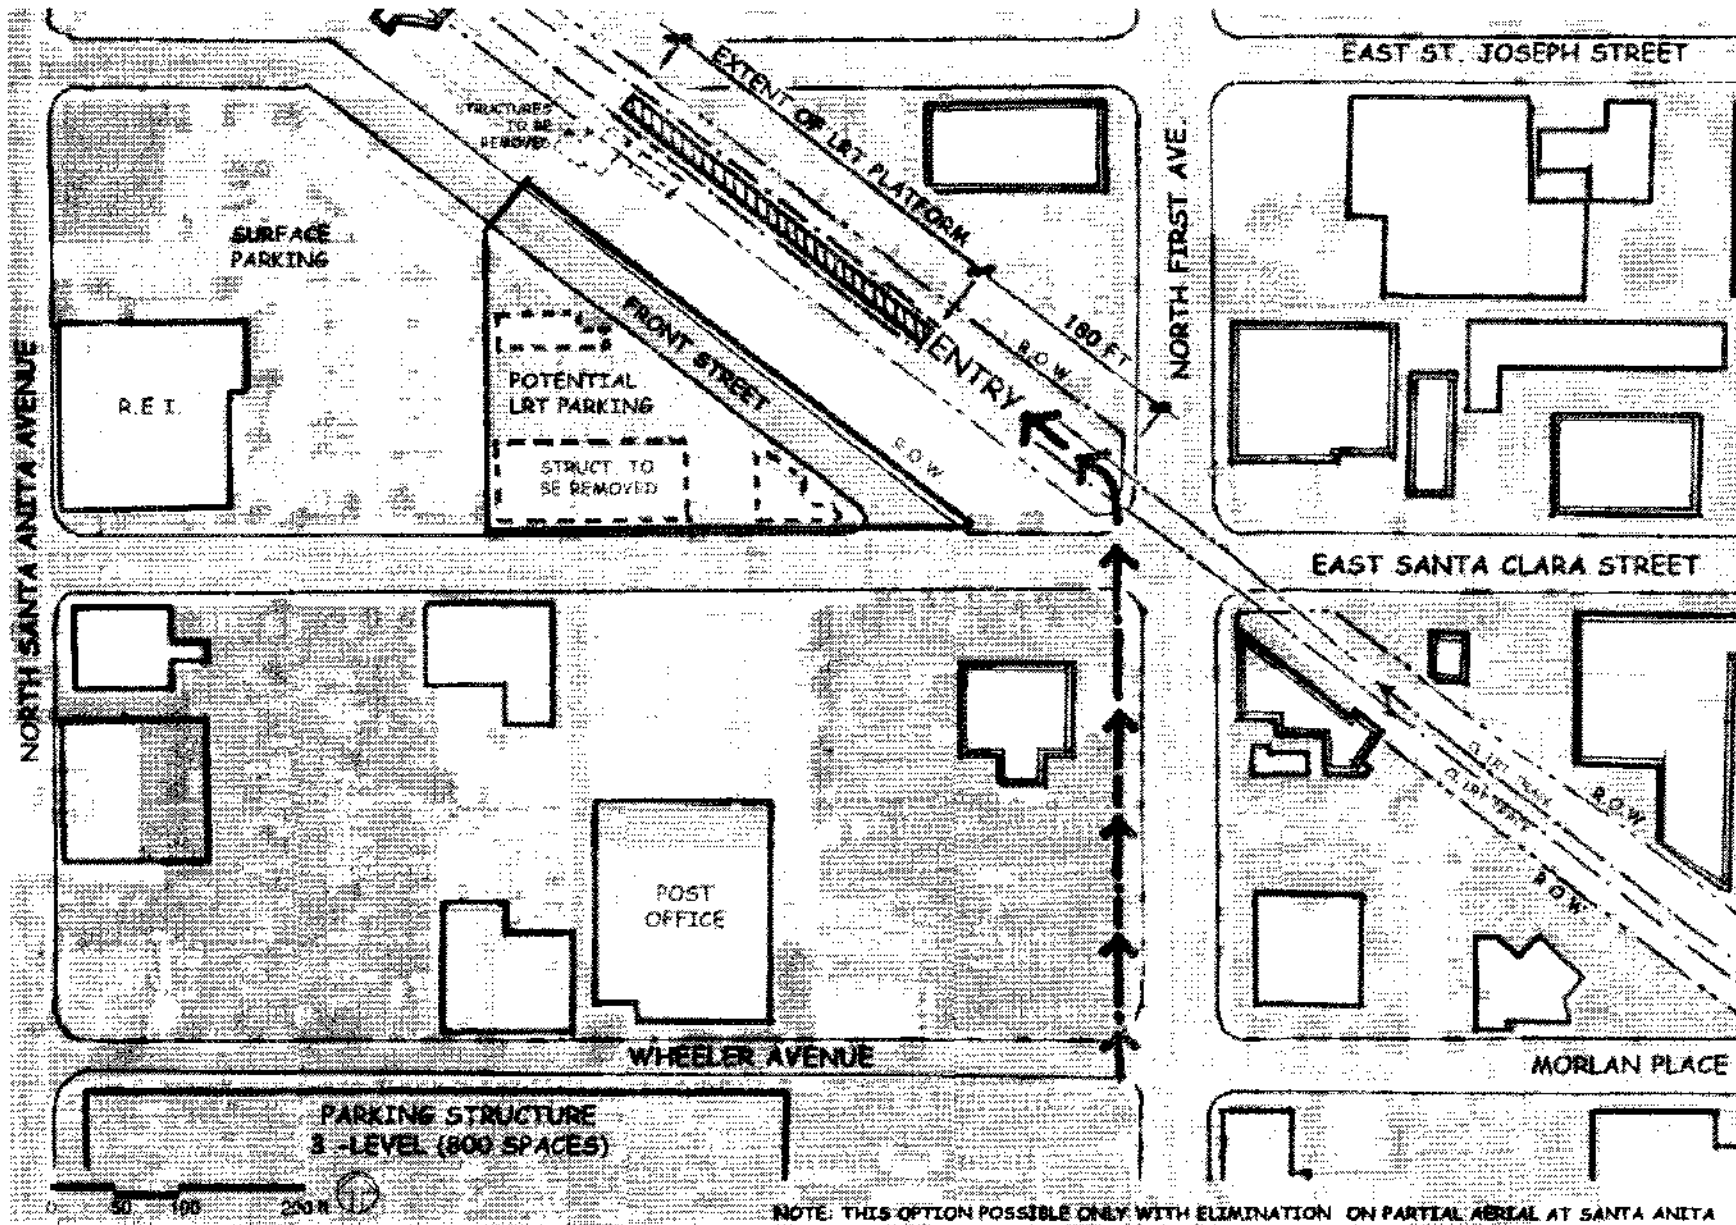 EAST ST. JOSEPH STREET
EXTENT OF LRT PLATFORM
TRUCTURES
TO BE
REMOVED
NORTH FIRST AVE.
SURFACE
PARKING
FRONT STREET
180 FT
R.O.W
ENTRY
NORTH SANTA ANITA AVENUE
R.E.I.
POTENTIAL
LRT PARKING
R.O.W
STRUCT. TO
BE REMOVED
EAST SANTA CLARA STREET
R.O.W.
R.O.W.
POST
OFFICE
WHEELER AVENUE
MORLAN PLACE
PARKING STRUCTURE
3 -LEVEL (800 SPACES)
0 50 100 200 ft
NOTE: THIS OPTION POSSIBLE ONLY WITH ELIMINATION ON PARTIAL AERIAL AT SANTA ANITA